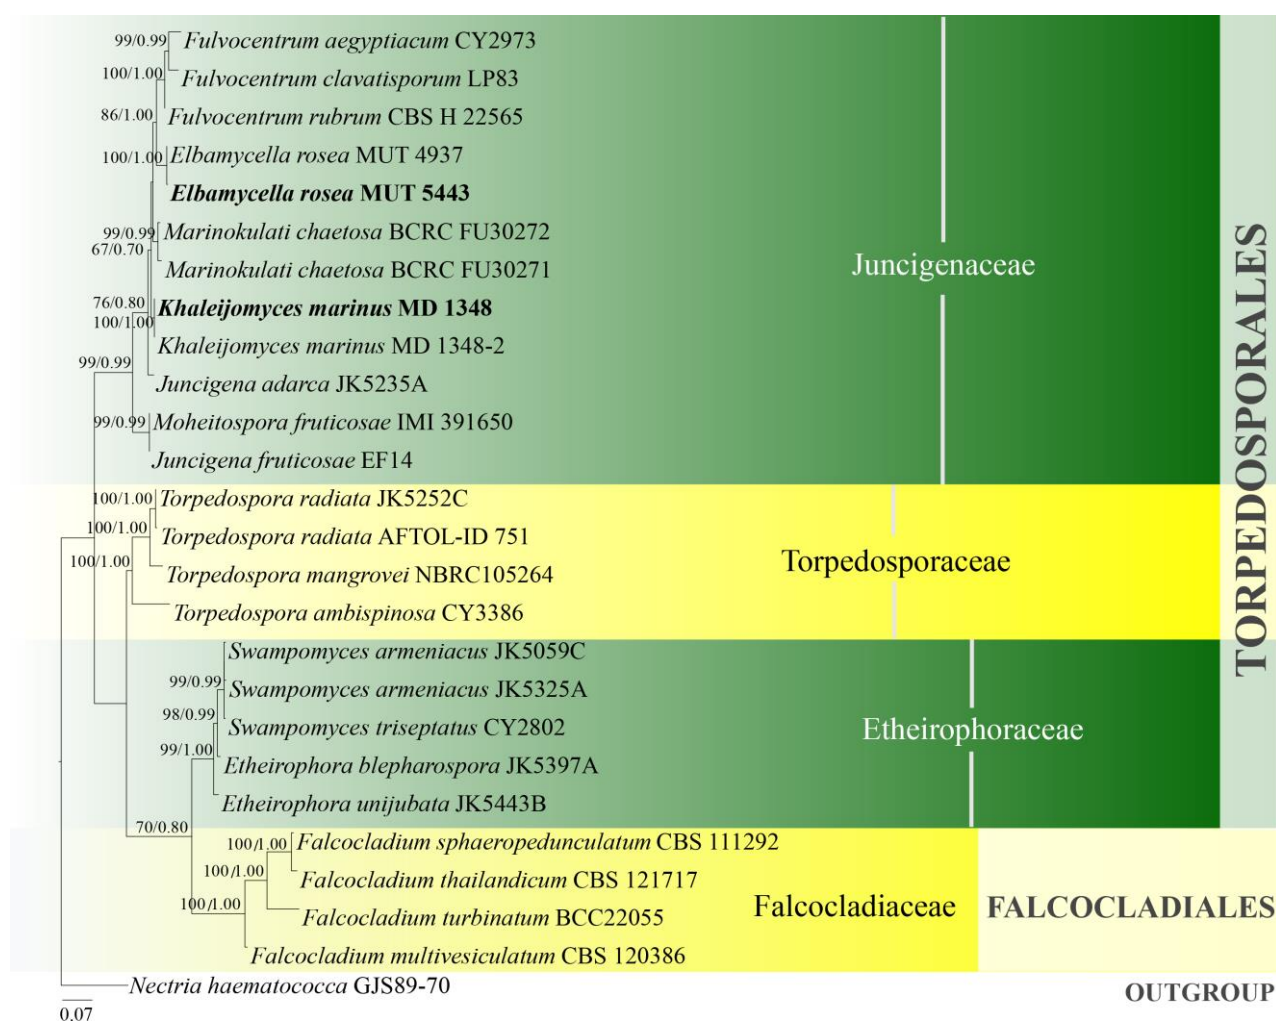 99/0.99 Fulvocentrum aegyptiacum CY2973
100/1.00 Fulvocentrum clavatisporum LP83
86/1.00 Fulvocentrum rubrum CBS H 22565
100/1.00 Elbamycella rosea MUT 4937
Elbamycella rosea MUT 5443
99/0.99 Marinokulati chaetosa BCRC FU30272
67/0.70
Marinokulati chaetosa BCRC FU30271
Juncigenaceae
76/0.80 Khaleijomyces marinus MD 1348
100/1.00
Khaleijomyces marinus MD 1348-2
99/0.99
Juncigena adarca JK5235A
99/0.99 Moheitospora fruticosae IMI 391650
Juncigena fruticosae EF14
TORPEDOSPORALES
100/1.00 Torpedospora radiata JK5252C
100/1.00 Torpedospora radiata AFTOL-ID 751
100/1.00
Torpedosporaceae
Torpedospora mangrovei NBRC105264
Torpedospora ambispinosa CY3386
Swampomyces armeniacus JK5059C
99/0.99 Swampomyces armeniacus JK5325A
98/0.99 Swampomyces triseptatus CY2802
Etheirophoraceae
99/1.00 Etheirophora blepharospora JK5397A
Etheirophora unijubata JK5443B
70/0.80
100/1.00 Falcocladium sphaeropedunculatum CBS 111292
100/1.00 Falcocladium thailandicum CBS 121717
100/1.00 Falcocladium turbinatum BCC22055
Falcocladiaceae
FALCOCLADIALES
Falcocladium multivesiculatum CBS 120386
Nectria haematococca GJS89-70
OUTGROUP
0.07